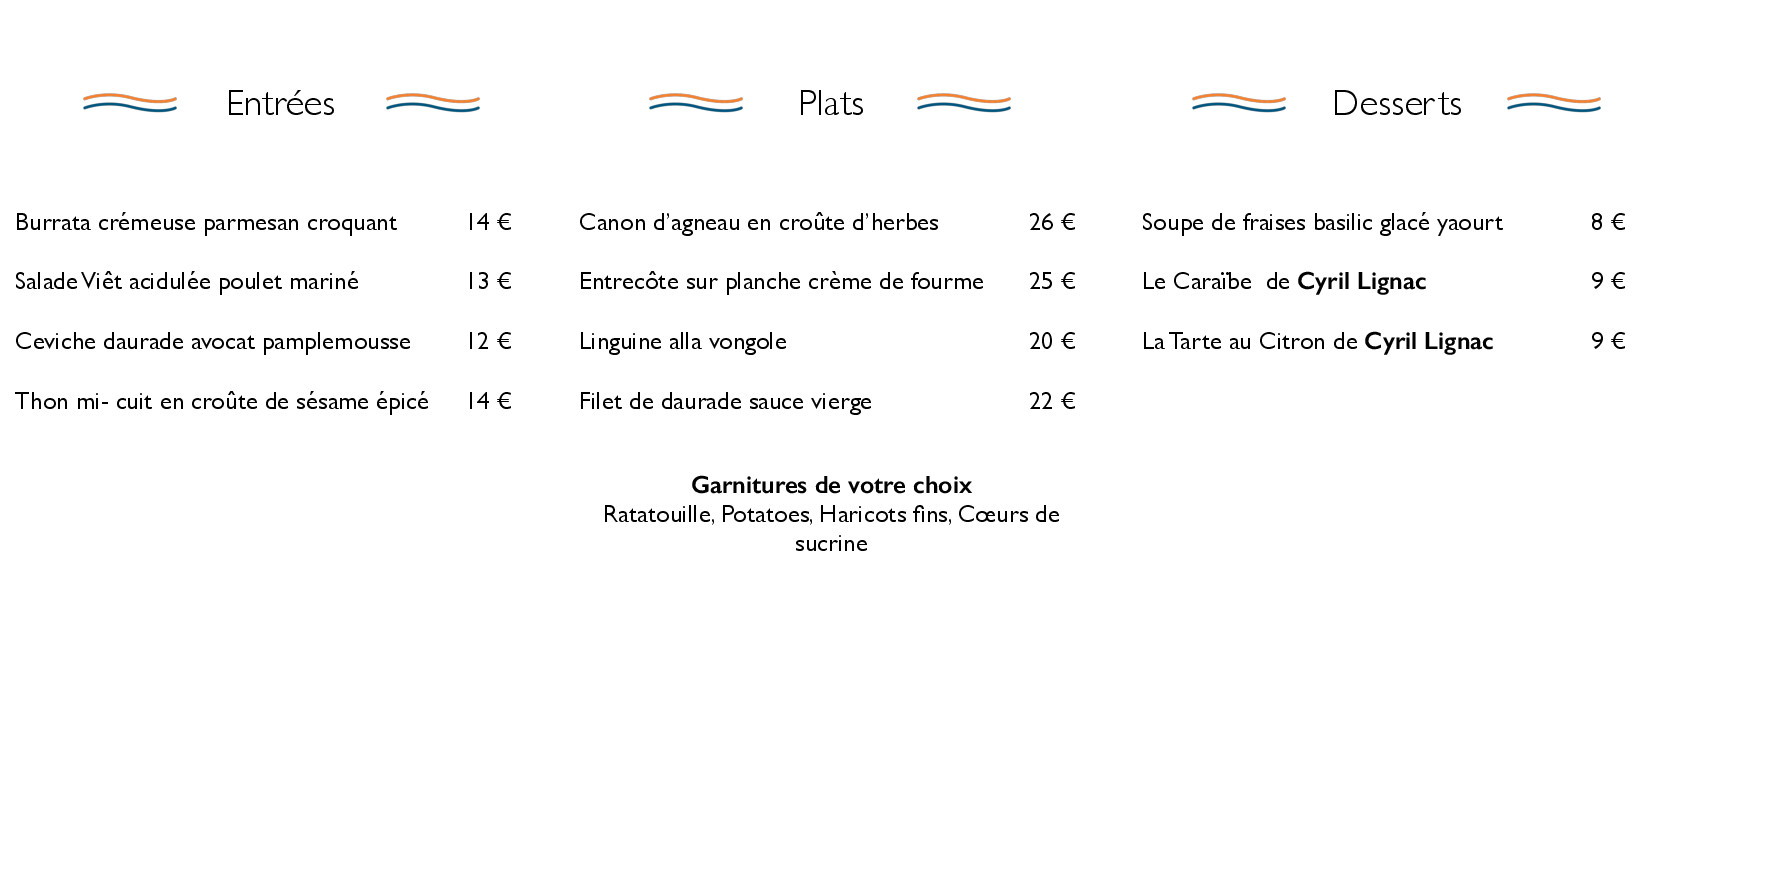 Entrées
Burrata crémeuse parmesan croquant 14 €
Salade Viêt acidulée poulet mariné 13 €
Ceviche daurade avocat pamplemousse 12 €
Thon mi- cuit en croûte de sésame épicé 14 €
Plats
Canon d’agneau en croûte d’herbes 26 €
Entrecôte sur planche crème de fourme 25 €
Linguine alla vongole 20 €
Filet de daurade sauce vierge 22 €
Garnitures de votre choix
Ratatouille, Potatoes, Haricots fins, Cœurs de
sucrine
Desserts
Soupe de fraises basilic glacé yaourt 8 €
Le Caraïbe  de Cyril Lignac 9 €
La Tarte au Citron de Cyril Lignac 9 €